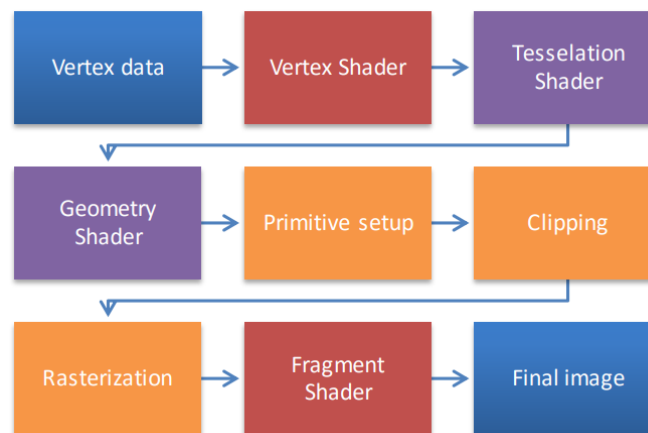 Vertex data
Vertex Shader
Tesselation
Shader
Geometry
Shader
Primitive setup
Clipping
Rasterization
Fragment
Shader
Final image